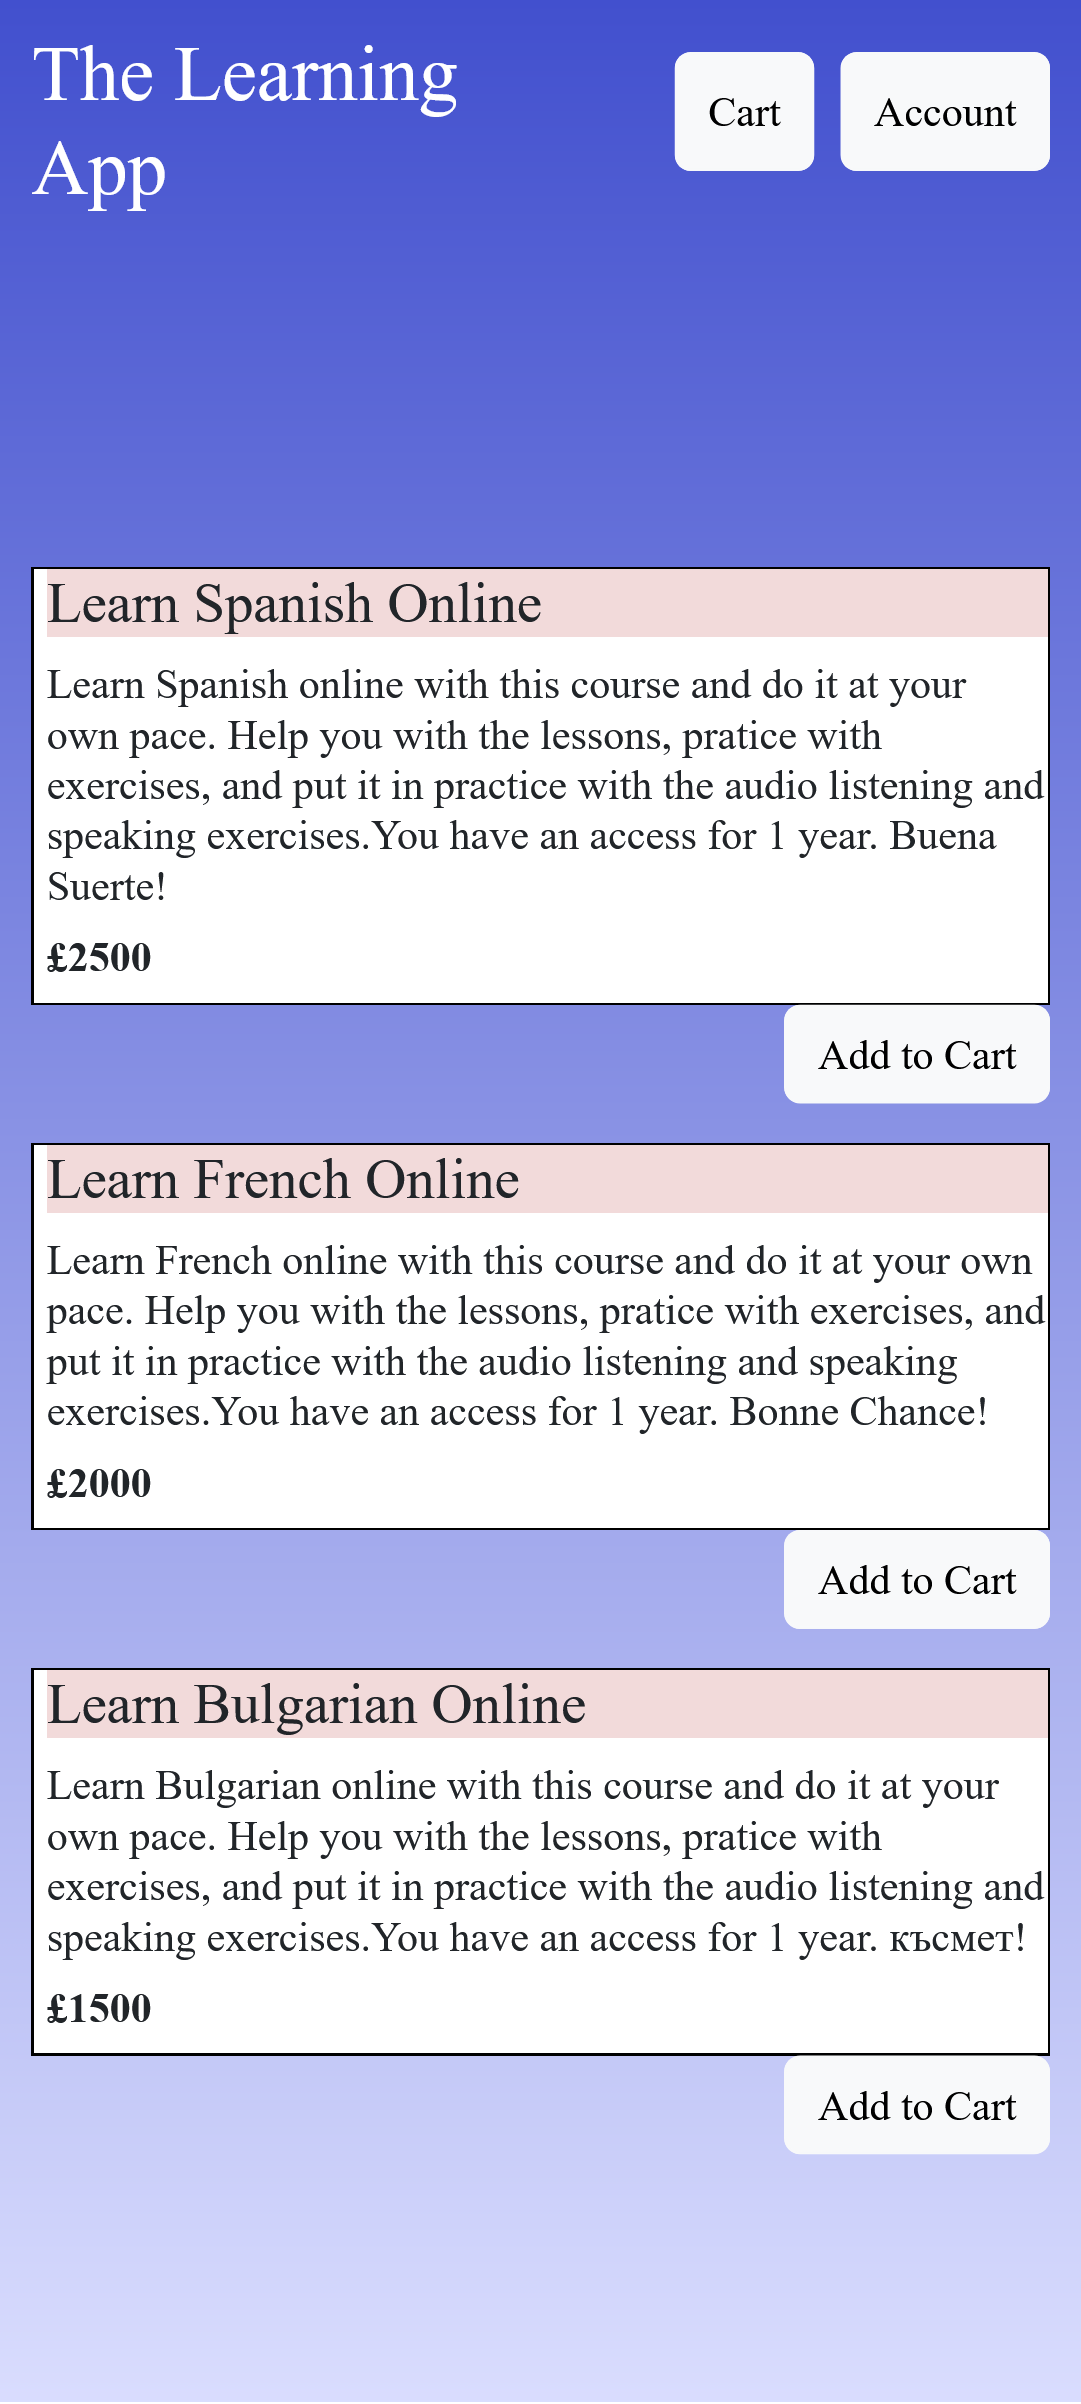 The Learning
App
Cart
Account
Learn Spanish Online
Learn Spanish online with this course and do it at your
own pace. Help you with the lessons, pratice with
exercises, and put it in practice with the audio listening and
speaking exercises.You have an access for 1 year. Buena
Suerte!
£2500
Add to Cart
Learn French Online
Learn French online with this course and do it at your own
pace. Help you with the lessons, pratice with exercises, and
put it in practice with the audio listening and speaking
exercises.You have an access for 1 year. Bonne Chance!
£2000
Add to Cart
Learn Bulgarian Online
Learn Bulgarian online with this course and do it at your
own pace. Help you with the lessons, pratice with
exercises, and put it in practice with the audio listening and
speaking exercises.You have an access for 1 year. късмет!
£1500
Add to Cart